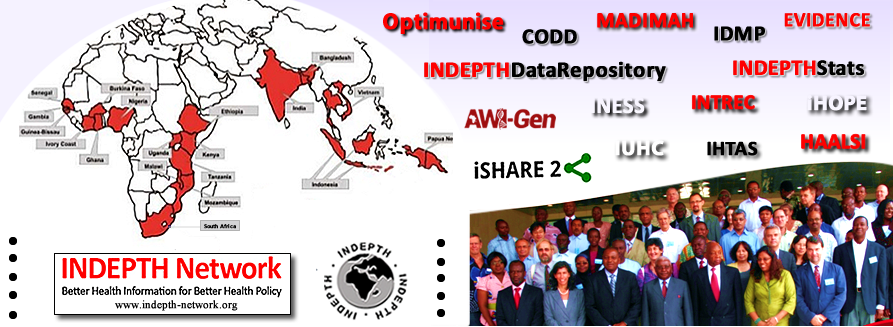 Senegal
Gambia
Guinea-Bissau
Ivory Coast
Ghana
Burkina Faso
Nigeria
Uganda
Malawi
Ethiopia
Kenya
Tanzania
Mozambique
South Africa
Bangladesh
India
Vietnam
Indonesia
Papua N
INDEPTH Network
Better Health Information for Better Health Policy
www.indepth-network.org
INDEPTH · INDEPTH · INDEPTH
Optimunise
CODD
MADIMAH
IDMP
EVIDENCE
INDEPTHDataRepository
INDEPTHStats
AWI-Gen
INESS
INTREC
IHOPE
IUHC
IHTAS
HAALSI
iSHARE 2